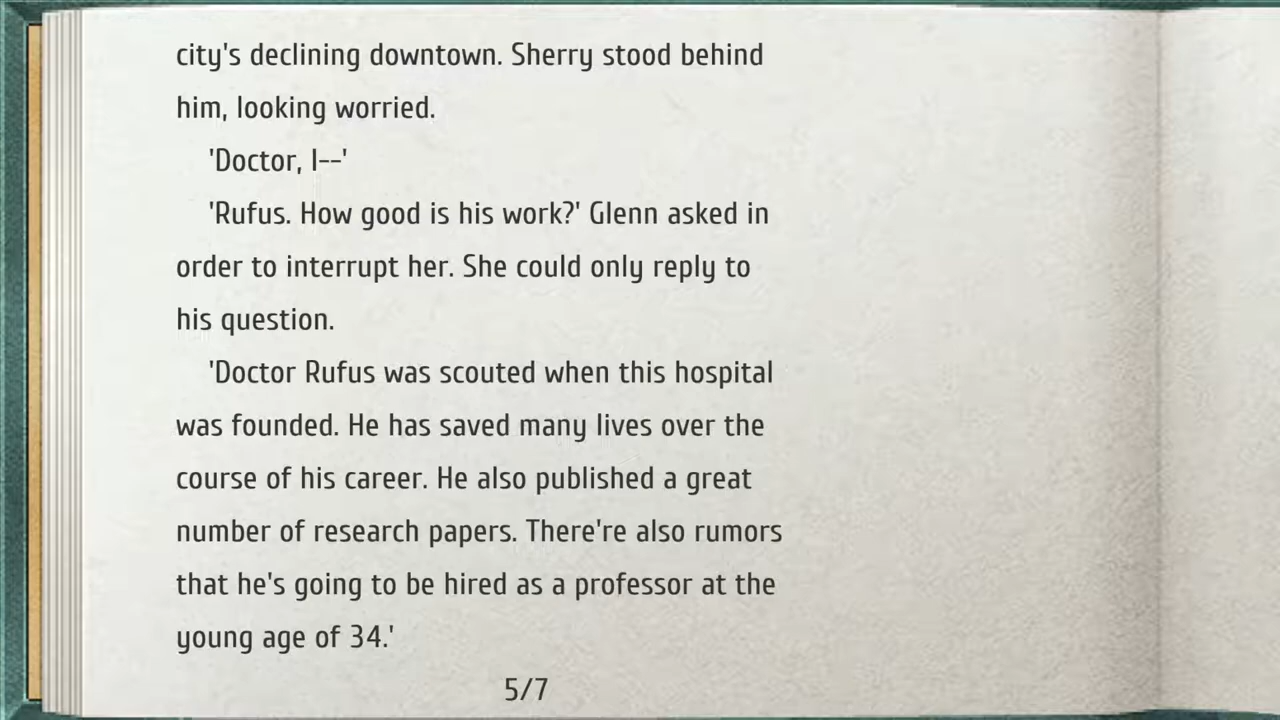 city's declining downtown. Sherry stood behind
him, looking worried.
'Doctor, I--'
'Rufus. How good is his work?' Glenn asked in
order to interrupt her. She could only reply to
his question.
'Doctor Rufus was scouted when this hospital
was founded. He has saved many lives over the
course of his career. He also published a great
number of research papers. There're also rumors
that he's going to be hired as a professor at the
young age of 34.'
5/7